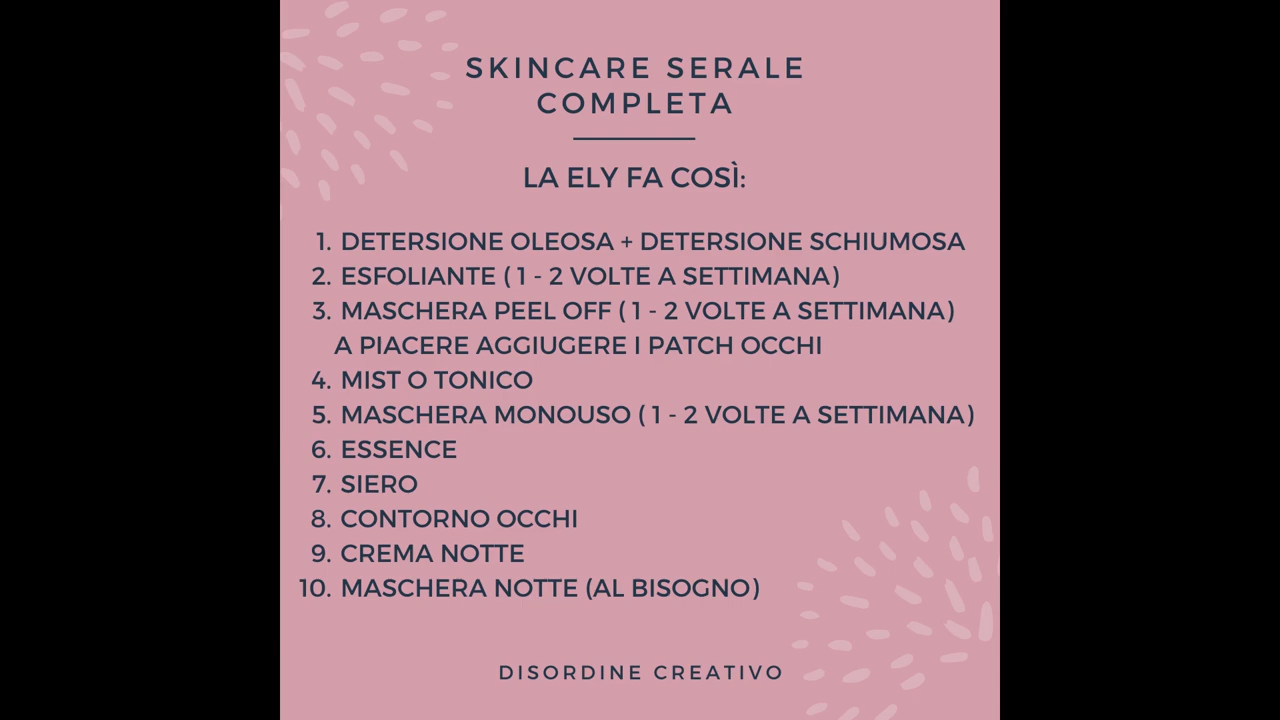 SKINCARE SERALE
COMPLETA
LA ELY FA COSÌ:
1. DETERSIONE OLEOSA + DETERSIONE SCHIUMOSA
2. ESFOLIANTE ( 1 - 2 VOLTE A SETTIMANA)
3. MASCHERA PEEL OFF ( 1 - 2 VOLTE A SETTIMANA)
A PIACERE AGGIUGERE I PATCH OCCHI
4. MIST O TONICO
5. MASCHERA MONOUSO ( 1 - 2 VOLTE A SETTIMANA)
6. ESSENCE
7. SIERO
8. CONTORNO OCCHI
9. CREMA NOTTE
10. MASCHERA NOTTE (AL BISOGNO)
DISORDINE CREATIVO